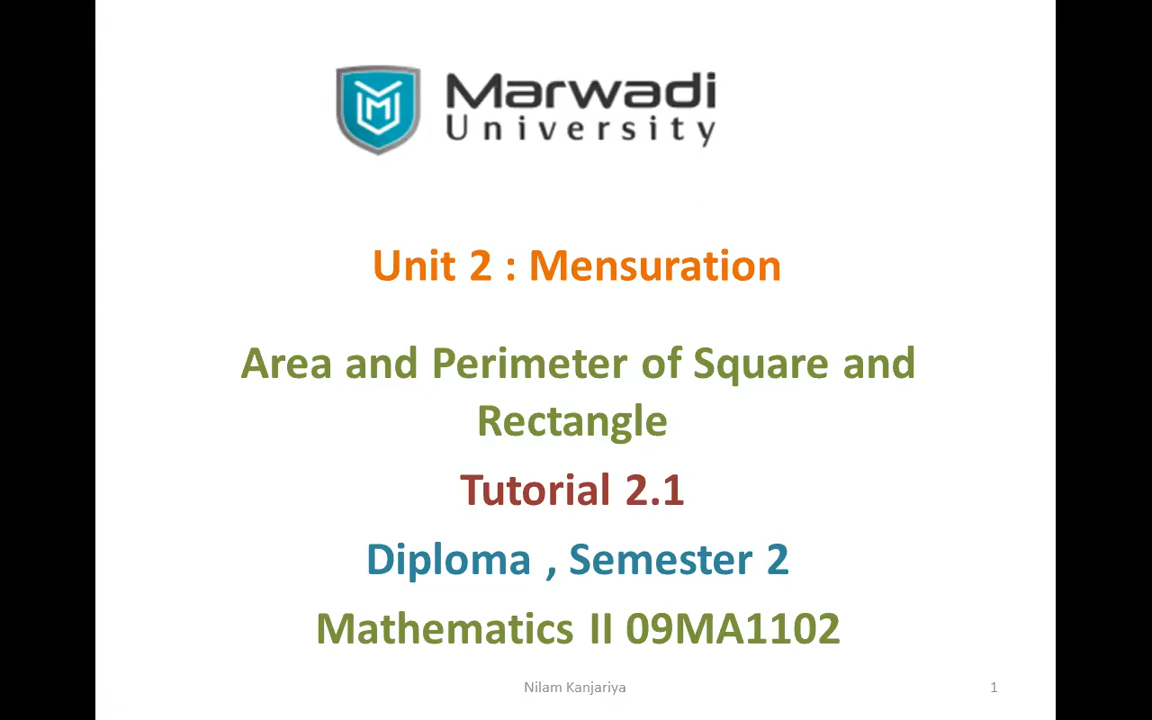 Marwadi
University
Unit 2 : Mensuration
Area and Perimeter of Square and
Rectangle
Tutorial 2.1
Diploma , Semester 2
Mathematics II 09MA1102
Nilam Kanjariya
1